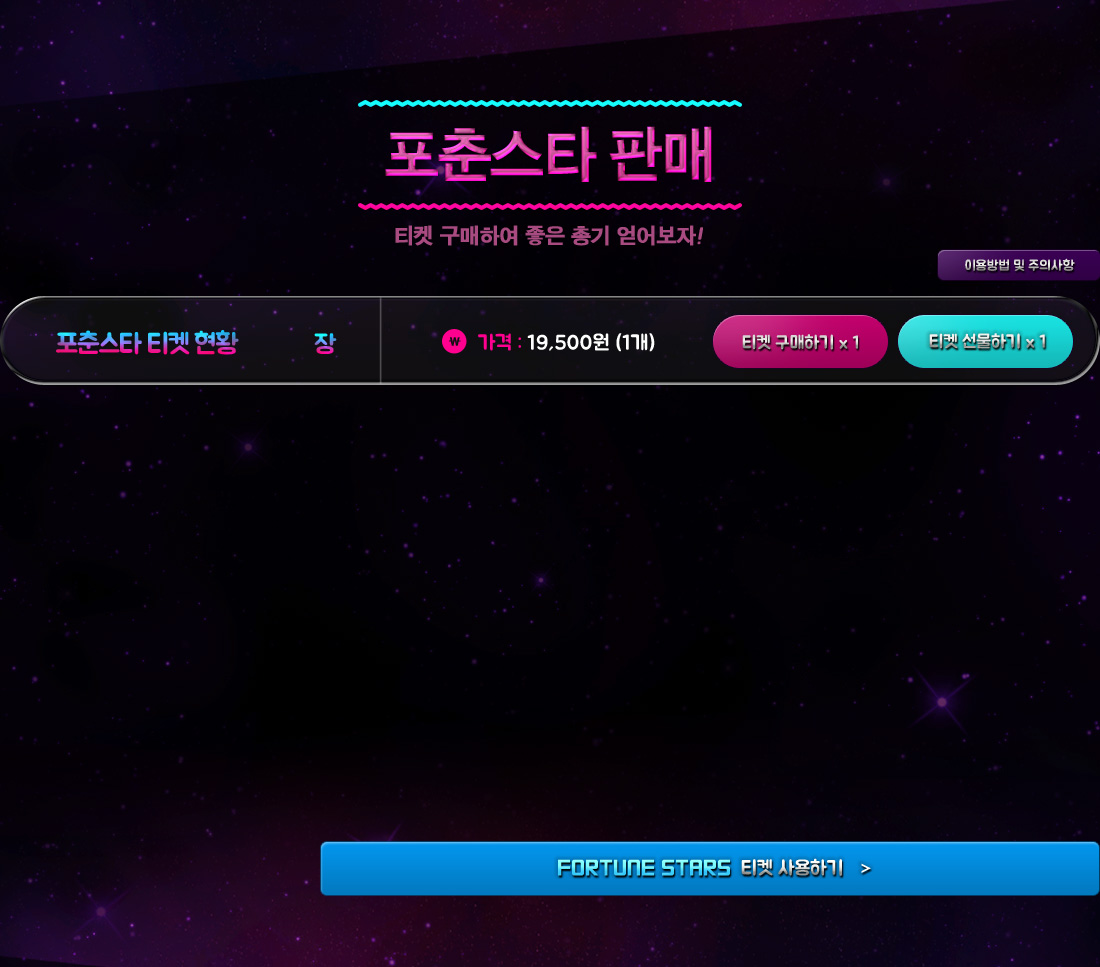 포춘스타 판매
티켓 구매하여 좋은 총기 얻어보자!
이용방법 및 주의사항
포춘스타 티켓 현황 장
₩ 가격 : 19,500원 (1개)
티켓 구매하기 x 1
티켓 선물하기 x 1
FORTUNE STARS 티켓 사용하기 >